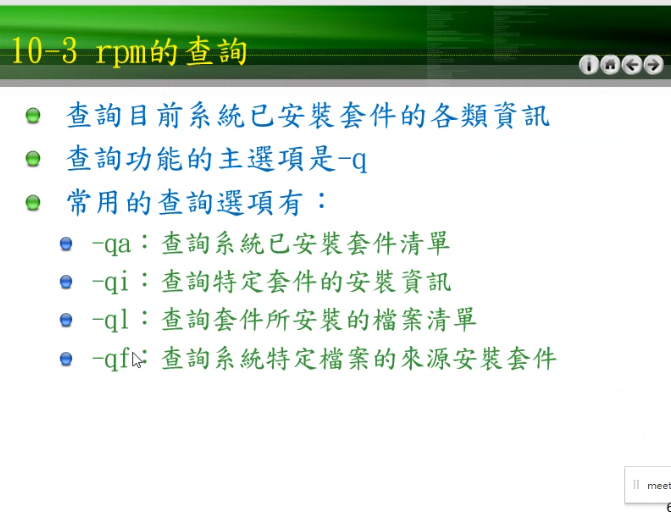 10-3 rpm的查詢
查詢目前系統已安裝套件的各類資訊
查詢功能的主選項是-q
常用的查詢選項有：
-qa：查詢系統已安裝套件清單
-qi：查詢特定套件的安裝資訊
-ql：查詢套件所安裝的檔案清單
-qf：查詢系統特定檔案的來源安裝套件
meet